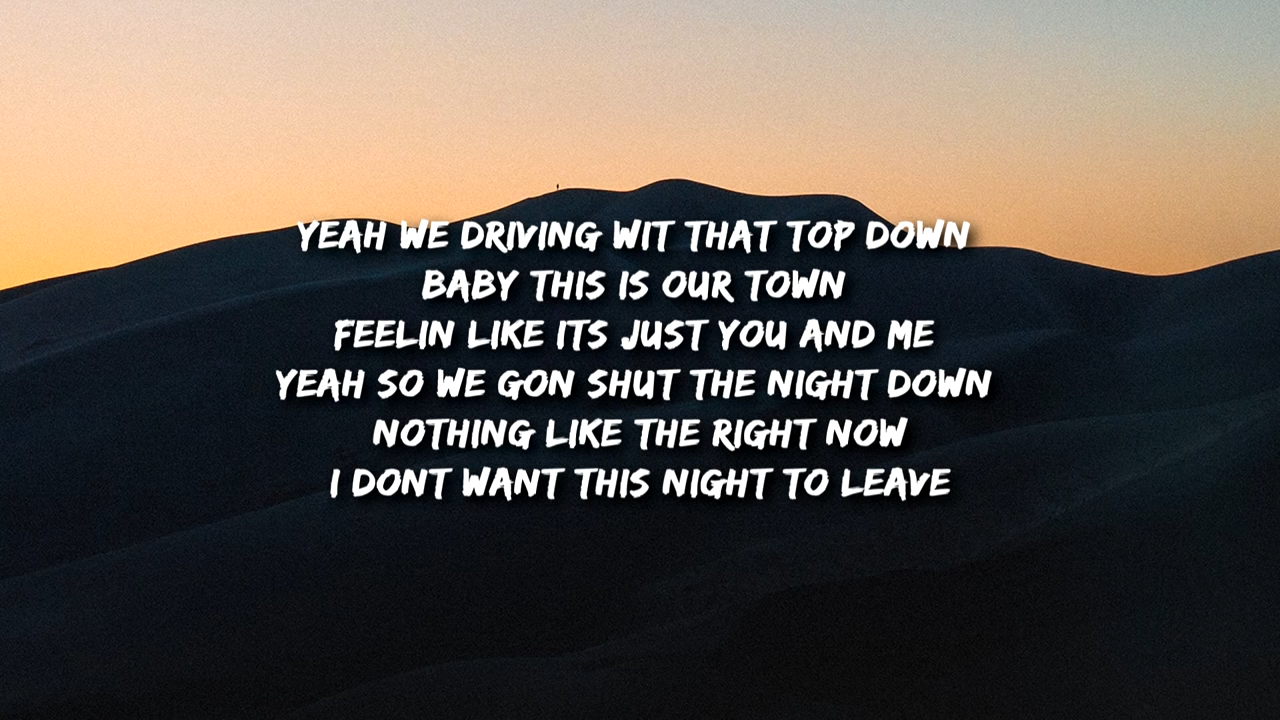 YEAH WE DRIVING WIT THAT TOP DOWN
BABY THIS IS OUR TOWN
FEELIN LIKE ITS JUST YOU AND ME
YEAH SO WE GON SHUT THE NIGHT DOWN
NOTHING LIKE THE RIGHT NOW
I DONT WANT THIS NIGHT TO LEAVE